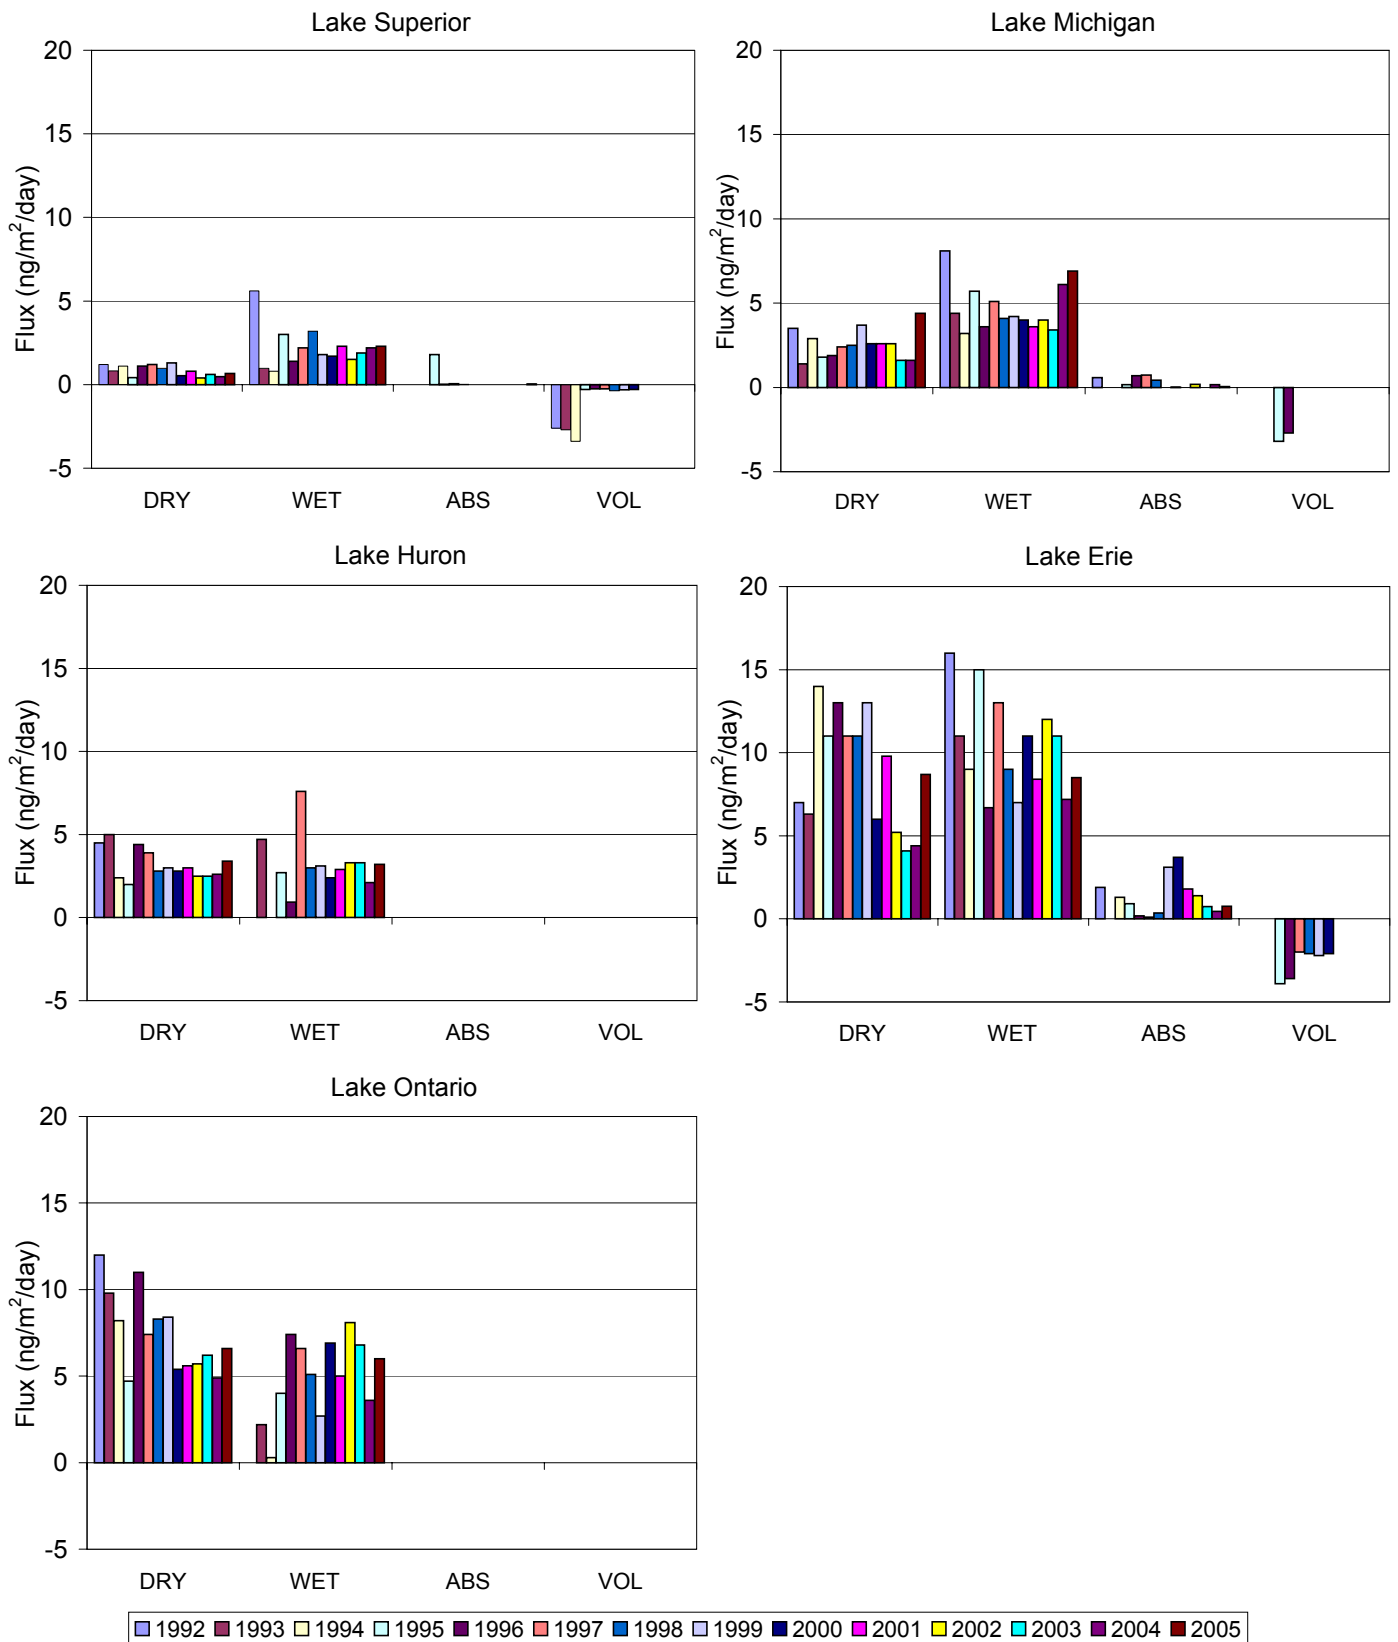 Lake Superior
20
15
10
5
0
-5
Flux (ng/m²/day)
DRY WET ABS VOL
Lake Michigan
20
15
10
5
0
-5
Flux (ng/m²/day)
DRY WET ABS VOL
Lake Huron
20
15
10
5
0
-5
Flux (ng/m²/day)
DRY WET ABS VOL
Lake Erie
20
15
10
5
0
-5
Flux (ng/m²/day)
DRY WET ABS VOL
Lake Ontario
20
15
10
5
0
-5
Flux (ng/m²/day)
DRY WET ABS VOL
1992 1993 1994 1995 1996 1997 1998 1999 2000 2001 2002 2003 2004 2005